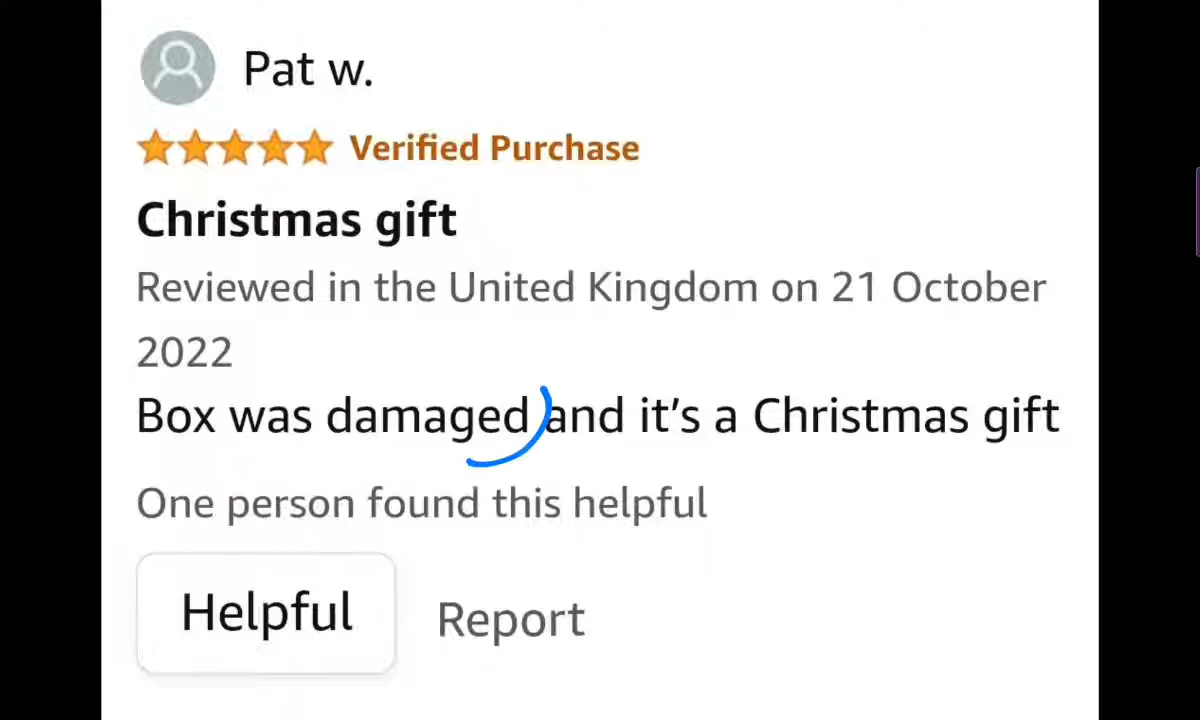 Pat w.
Verified Purchase
Christmas gift
Reviewed in the United Kingdom on 21 October
2022
Box was damaged and it's a Christmas gift
One person found this helpful
Helpful
Report